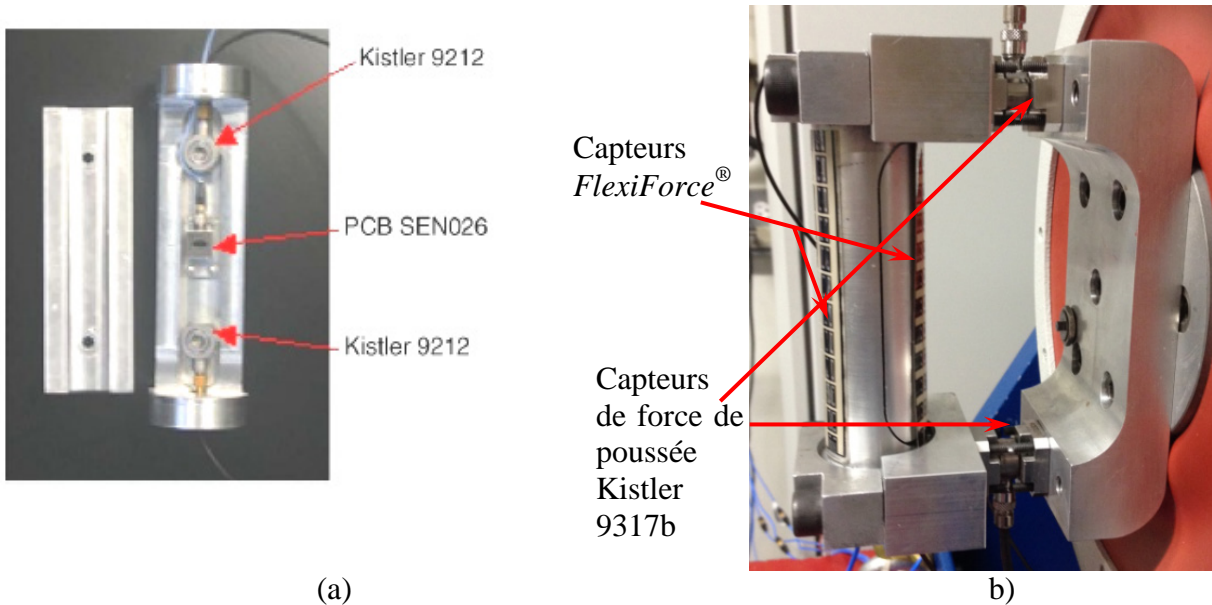 Kistler 9212
PCB SEN026
Kistler 9212
(a)
Capteurs
FlexiForce®
Capteurs
de force de
poussée
Kistler
9317b
b)